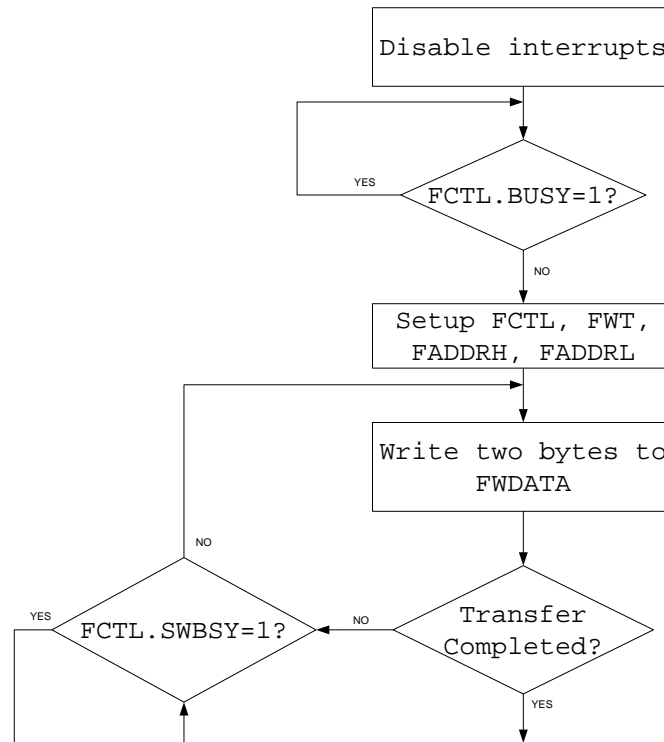 Disable interrupts
YES
FCTL.BUSY=1?
NO
Setup FCTL, FWT,
FADDRH, FADDRL
Write two bytes to
FWDATA
NO
YES
FCTL.SWBSY=1?
NO
Transfer
Completed?
YES